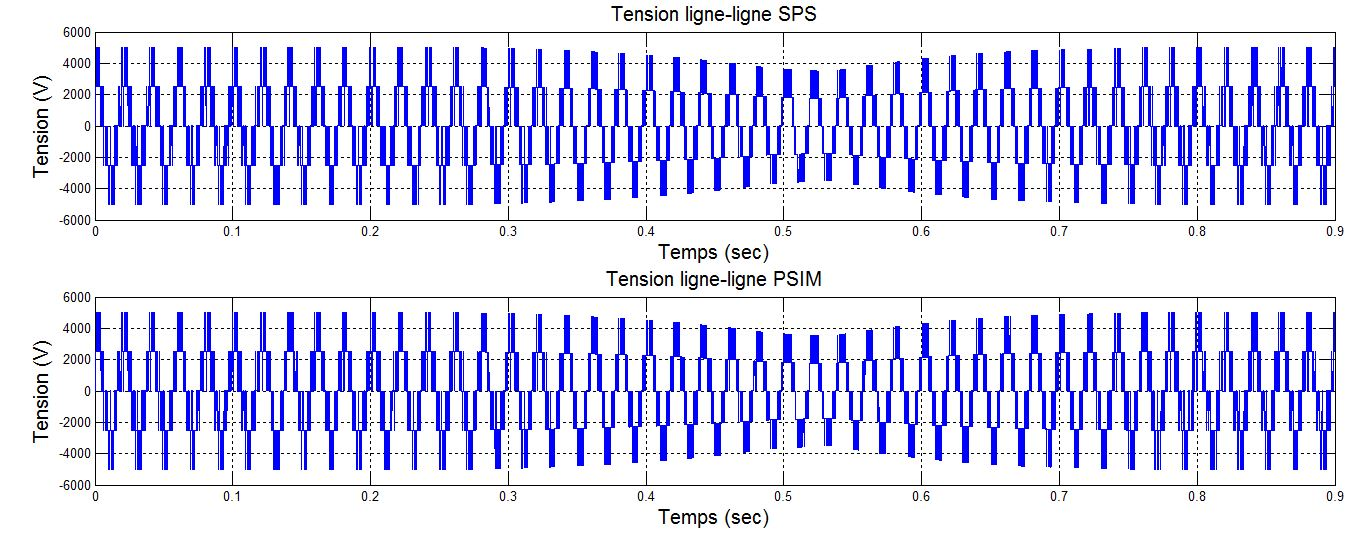 Tension ligne-ligne SPS
Tension (V)
6000
4000
2000
0
-2000
-4000
-6000
0 0.1 0.2 0.3 0.4 0.5 0.6 0.7 0.8 0.9
Temps (sec)
Tension ligne-ligne PSIM
Tension (V)
6000
4000
2000
0
-2000
-4000
-6000
0 0.1 0.2 0.3 0.4 0.5 0.6 0.7 0.8 0.9
Temps (sec)